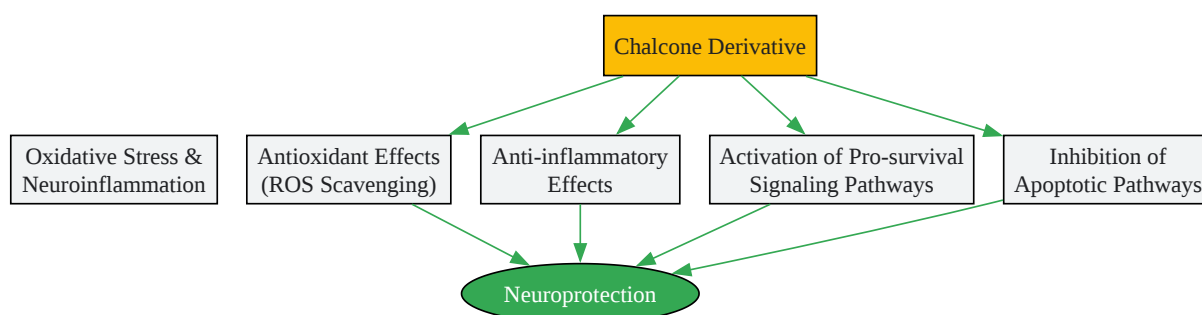 Chalcone Derivative
Oxidative Stress &
Neuroinflammation
Antioxidant Effects
(ROS Scavenging)
Anti-inflammatory
Effects
Activation of Pro-survival
Signaling Pathways
Inhibition of
Apoptotic Pathways
Neuroprotection